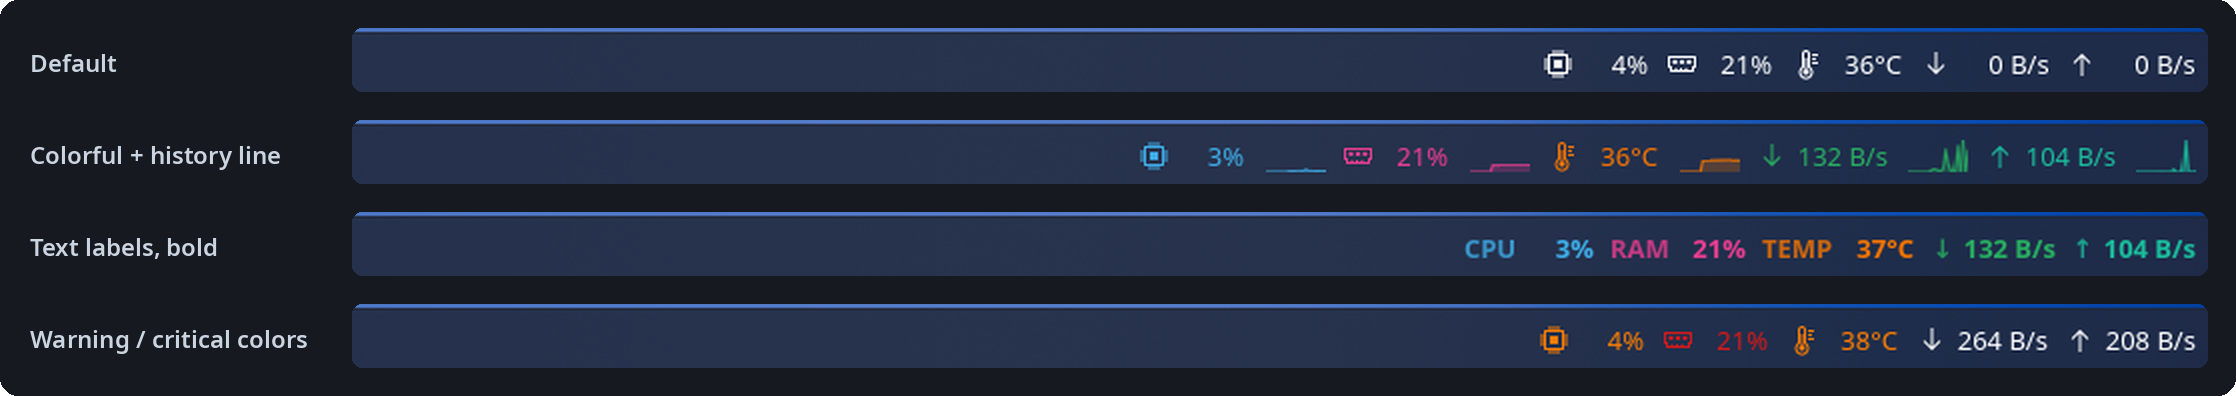 Default 4% 21% 36°C ↓ 0 B/s ↑ 0 B/s
Colorful + history line 3% 21% 36°C ↓ 132 B/s ↑ 104 B/s
Text labels, bold CPU 3% RAM 21% TEMP 37°C ↓ 132 B/s ↑ 104 B/s
Warning / critical colors 4% 21% 38°C ↓ 264 B/s ↑ 208 B/s